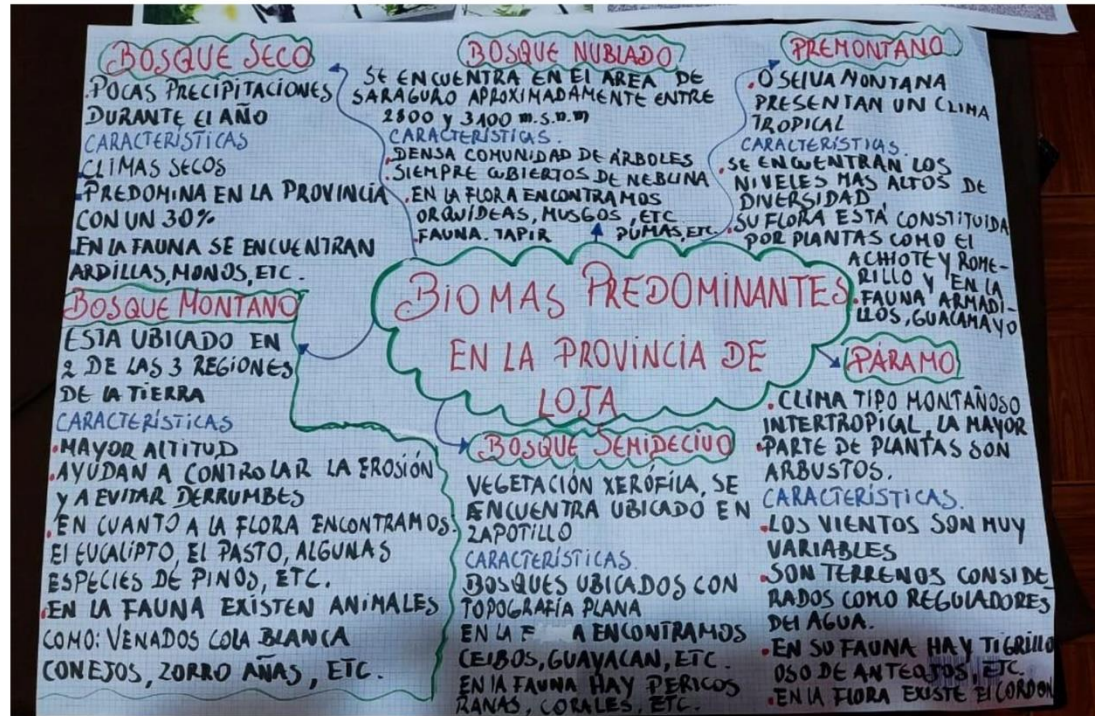 BOSQUE SECO
.POCAS PRECIPITACIONES
DURANTE El AÑO
CARACTERÍSTICAS
.CLIMAS SECOS
.PREDOMINA EN LA PROVINCIA
CON UN 30%
.EN LA FAUNA SE ENCUENTRAN
ARDILLAS, MONOS, ETC.
BOSQUE NUBLADO
SE ENCUENTRA EN El AREA DE
SARAGURO APROXIMADAMENTE ENTRE
2800 y 3100 m.s.n.m
CARACTERÍSTICAS.
.DENSA COMUNIDAD DE ÁRBOLES
.SIEMPRE CUBIERTOS DE NEBLINA
.EN LA FLORA ENCONTRAMOS
ORQUÍDEAS, MUSGOS, ETC
.FAUNA. TAPIR PUMAS, ETC.
PREMONTANO
.O SElVA MONTANA
PRESENTAN UN CLIMA
TROPICAL
CARACTERÍSTICAS.
.SE ENCUENTRAN LOS
NIVELES MAS ALTOS DE
DIVERSIDAD
.SU FLORA ESTÁ CONSTITUIDA
POR PLANTAS COMO El
ACHIOTE Y ROME-
RILLO Y EN LA
.FAUNA ARMADI-
LLOS, GUACAMAYO
BIOMAS PREDOMINANTES
EN LA PROVINCIA DE
LOJA
BOSQUE MONTANO
ESTA UBICADO EN
2 DE LAS 3 REGIONES
DE LA TIERRA
CARACTERÍSTICAS
.MAYOR AlTITUD
.AYUDAN A CONTROLAR LA EROSIÓN
Y A EVITAR DERRUMBES
.EN CUANTO A LA FLORA ENCONTRAMOS.
El EUCALIPTO, EL PASTO, ALGUNAS
ESPECIES DE PINOS, ETC.
.EN LA FAUNA EXISTEN ANIMALES
COMO: VENADOS COLA BLANCA
CONEJOS, ZORRO AÑAS, ETC.
BOSQUE SEMIDECIUO
VEGETACIÓN XERÓFILA, SE
ENCUENTRA UBICADO EN
ZAPOTILLO
CARACTERÍSTICAS.
BOSQUES UBICADOS CON
TOPOGRAFÍA PLANA
EN LA A ENCONTRAMOS
CEIBOS, GUAYACAN, ETC.
EN LA FAUNA HAY PERICOS
RANAS, CORALES, ETC.
PÁRAMO
.CLIMA TIPO MONTAÑOSO
INTERTROPICAL, LA MAYOR
.PARTE DE PLANTAS SON
ARBUSTOS.
CARACTERÍSTICAS.
.LOS VIENTOS SON MUY
VARIABLES
.SON TERRENOS CONSIDE
RADOS COMO REGULADORES
DEl AGUA.
.EN SU FAUNA HAY TIGRILLO
OSO DE ANTEOJOS, ETC.
.EN LA FLORA EXISTE El CORDON